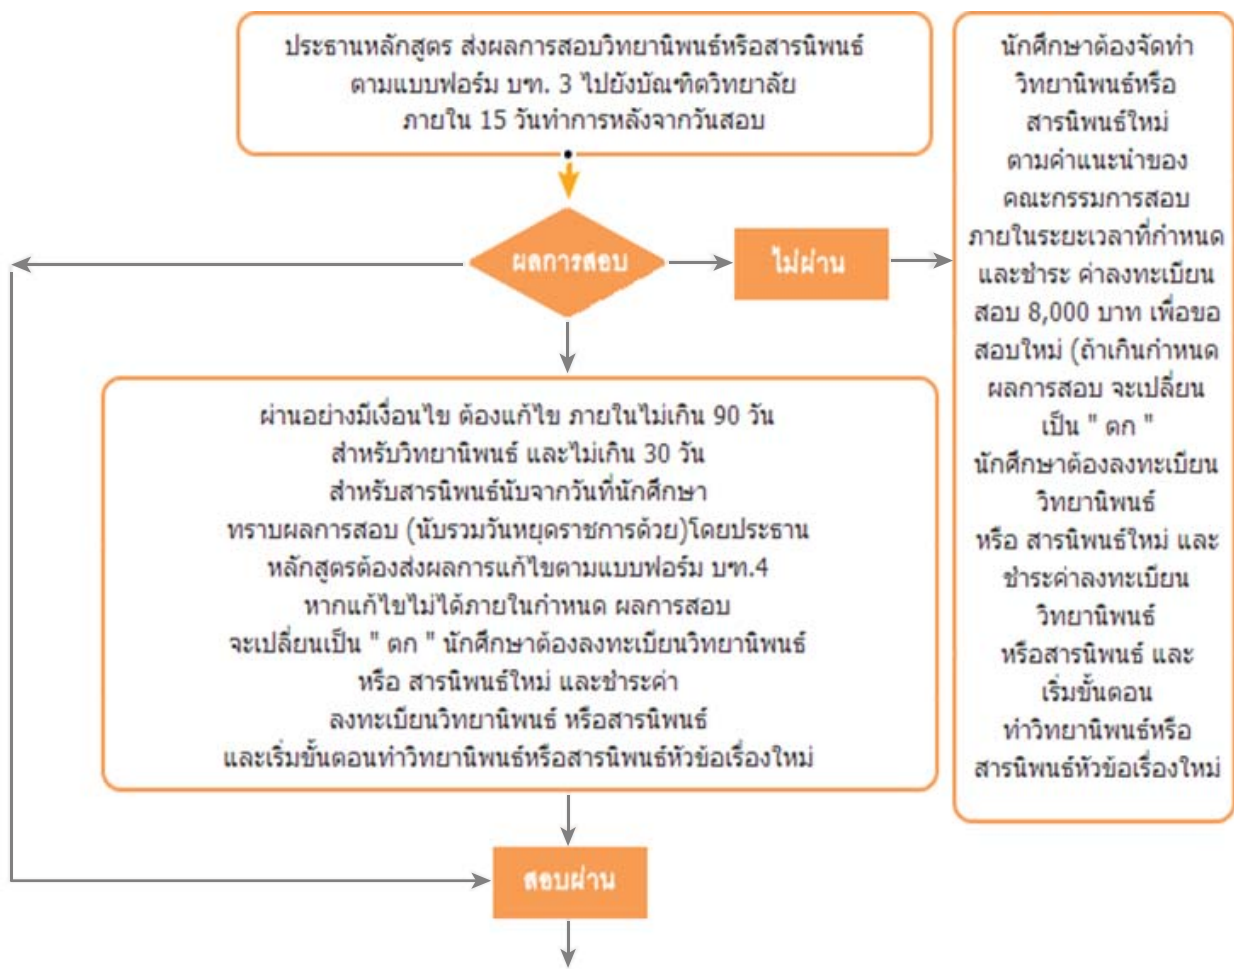 ประธานหลักสูตร ส่งผลการสอบวิทยานิพนธ์หรือสารนิพนธ์
ตามแบบฟอร์ม บฑ. 3 ไปยังบัณฑิตวิทยาลัย
ภายใน 15 วันทำการหลังจากวันสอบ
ผลการสอบ
ไม่ผ่าน
นักศึกษาต้องจัดทำ
วิทยานิพนธ์หรือ
สารนิพนธ์ใหม่
ตามคำแนะนำของ
คณะกรรมการสอบ
ภายในระยะเวลาที่กำหนด
และชำระ ค่าลงทะเบียน
สอบ 8,000 บาท เพื่อขอ
สอบใหม่ (ถ้าเกินกำหนด
ผลการสอบ จะเปลี่ยน
เป็น " ตก "
นักศึกษาต้องลงทะเบียน
วิทยานิพนธ์
หรือ สารนิพนธ์ใหม่ และ
ชำระค่าลงทะเบียน
วิทยานิพนธ์
หรือสารนิพนธ์ และ
เริ่มขั้นตอน
ทำวิทยานิพนธ์หรือ
สารนิพนธ์หัวข้อเรื่องใหม่
ผ่านอย่างมีเงื่อนไข ต้องแก้ไข ภายในไม่เกิน 90 วัน
สำหรับวิทยานิพนธ์ และไม่เกิน 30 วัน
สำหรับสารนิพนธ์นับจากวันที่นักศึกษา
ทราบผลการสอบ (นับรวมวันหยุดราชการด้วย)โดยประธาน
หลักสูตรต้องส่งผลการแก้ไขตามแบบฟอร์ม บฑ.4
หากแก้ไขไม่ได้ภายในกำหนด ผลการสอบ
จะเปลี่ยนเป็น " ตก " นักศึกษาต้องลงทะเบียนวิทยานิพนธ์
หรือ สารนิพนธ์ใหม่ และชำระค่า
ลงทะเบียนวิทยานิพนธ์ หรือสารนิพนธ์
และเริ่มขั้นตอนทำวิทยานิพนธ์หรือสารนิพนธ์หัวข้อเรื่องใหม่
สอบผ่าน